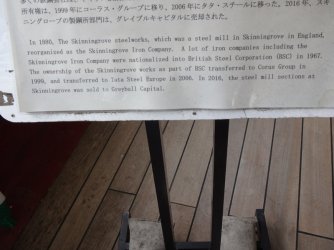 所有権は、1999年にコーラス・グループに移り、2006年にタタ・スチールに移った。2016年、スキ
ニングローブの製鋼所部門は、グレイブルキャピタルに売却された。
In 1880, The Skinningrove steelworks, which was a steel mill in Skinningrove in England,
reorganized as the Skinningrove Iron Company. A lot of iron companies including the
Skinningrove Iron Company were nationalized into British Steel Corporation (BSC) in 1967.
The ownership of the Skinningrove works as part of BSC transferred to Corus Group in
1999, and transferred to Tata Steel Europe in 2006. In 2016, the steel mill sections at
Skinningrove was sold to Greyball Capital.